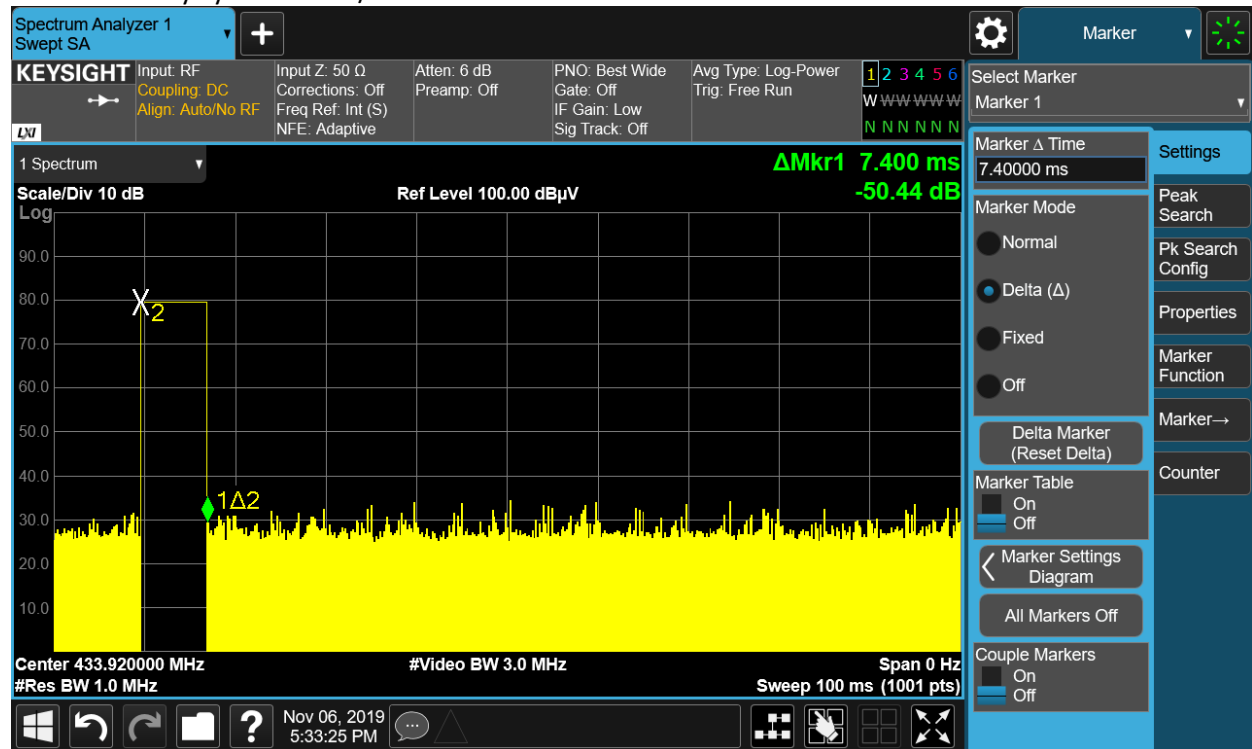 Spectrum Analyzer 1
Swept SA
Marker
KEYSIGHT
LXI
Input: RF
Coupling: DC
Align: Auto/No RF
Input Z: 50 Ω
Corrections: Off
Freq Ref: Int (S)
NFE: Adaptive
Atten: 6 dB
Preamp: Off
PNO: Best Wide
Gate: Off
IF Gain: Low
Sig Track: Off
Avg Type: Log-Power
Trig: Free Run
1 2 3 4 5 6
W W W W W W
N N N N N N
Select Marker
Marker 1
1 Spectrum
ΔMkr1 7.400 ms
-50.44 dB
Scale/Div 10 dB
Ref Level 100.00 dBµV
Log
90.0
80.0
70.0
60.0
50.0
40.0
30.0
20.0
10.0
2
1Δ2
Center 433.920000 MHz
#Video BW 3.0 MHz
Span 0 Hz
#Res BW 1.0 MHz
Sweep 100 ms (1001 pts)
Marker Δ Time
7.40000 ms
Marker Mode
Normal
Delta (Δ)
Fixed
Off
Delta Marker
(Reset Delta)
Marker Table
On
Off
Marker Settings
Diagram
All Markers Off
Couple Markers
On
Off
Settings
Peak
Search
Pk Search
Config
Properties
Marker
Function
Marker→
Counter
?
Nov 06, 2019
5:33:25 PM